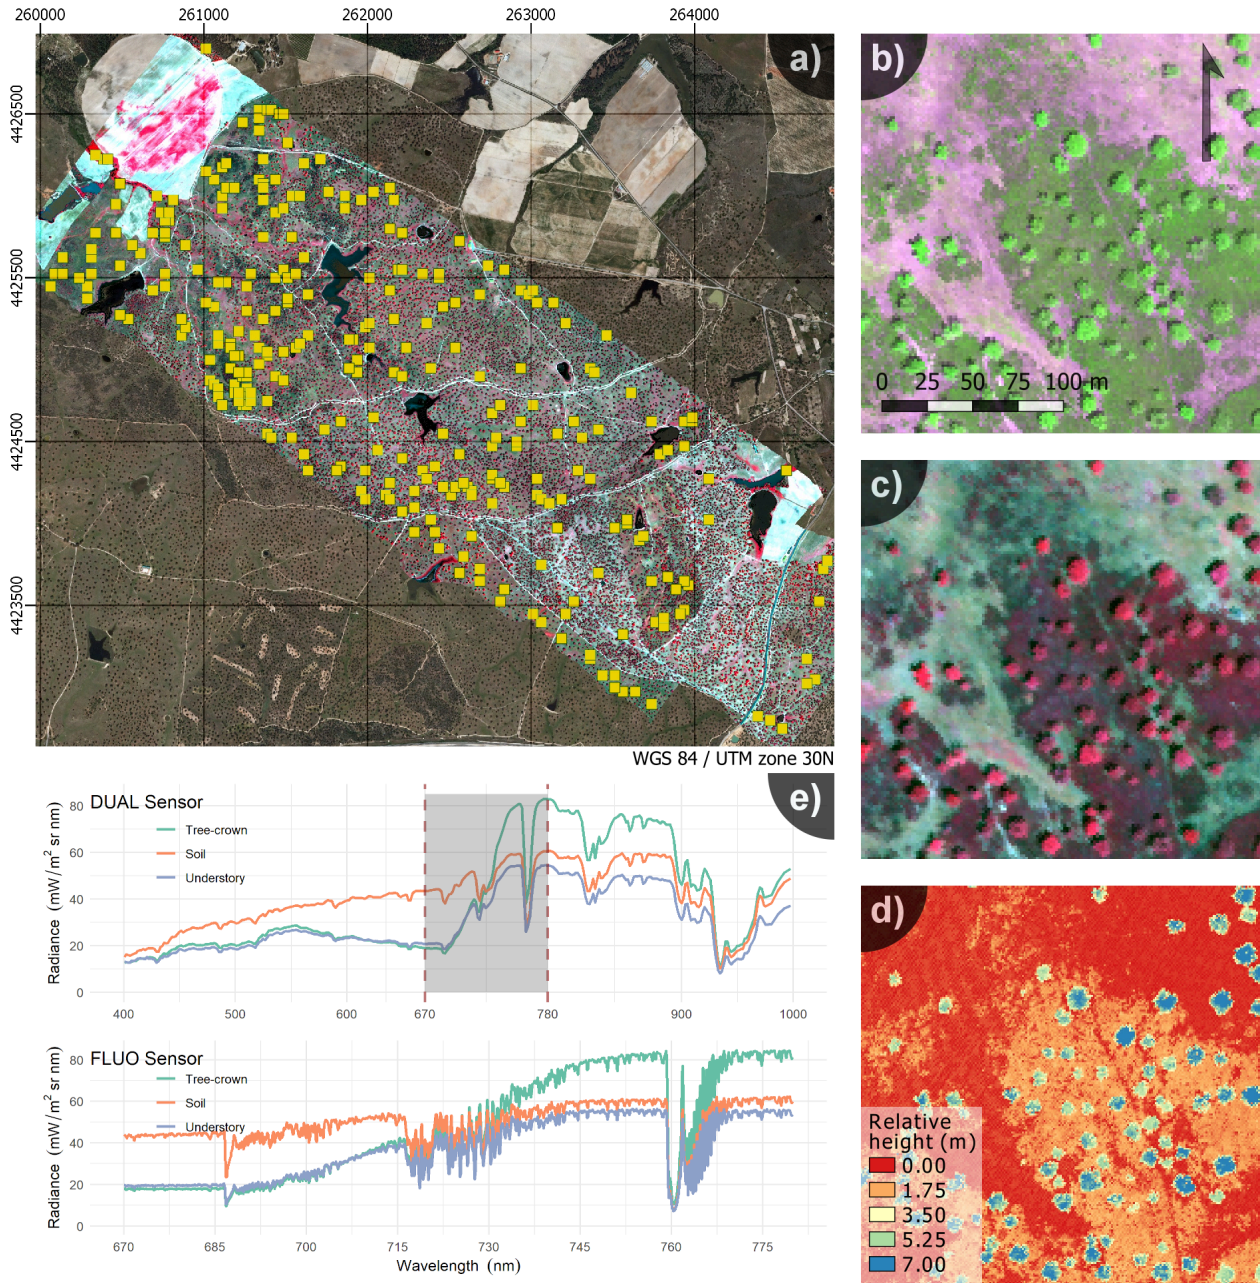 260000 261000 262000 263000 264000
4426500
4425500
4424500
4423500
a)
WGS 84 / UTM zone 30N
b)
0 25 50 75 100 m
c)
d)
Relative
height (m)
0.00
1.75
3.50
5.25
7.00
e)
DUAL Sensor
Tree-crown
Soil
Understory
Radiance (mW/m² sr nm)
80
60
40
20
0
400 500 600 670 780 900 1000
FLUO Sensor
Tree-crown
Soil
Understory
Radiance (mW/m² sr nm)
80
60
40
20
0
670 685 700 715 730 745 760 775
Wavelength (nm)